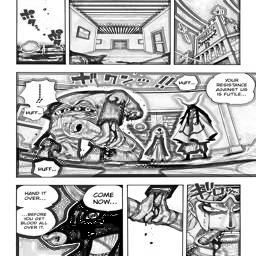 YOUR
RESISTANCE
AGAINST US
IS FUTILE...
HUFF...
HUFF...
HUFF...
HAND IT
OVER...
...BEFORE
YOU GET
BLOOD ALL
OVER IT.
COME
NOW...